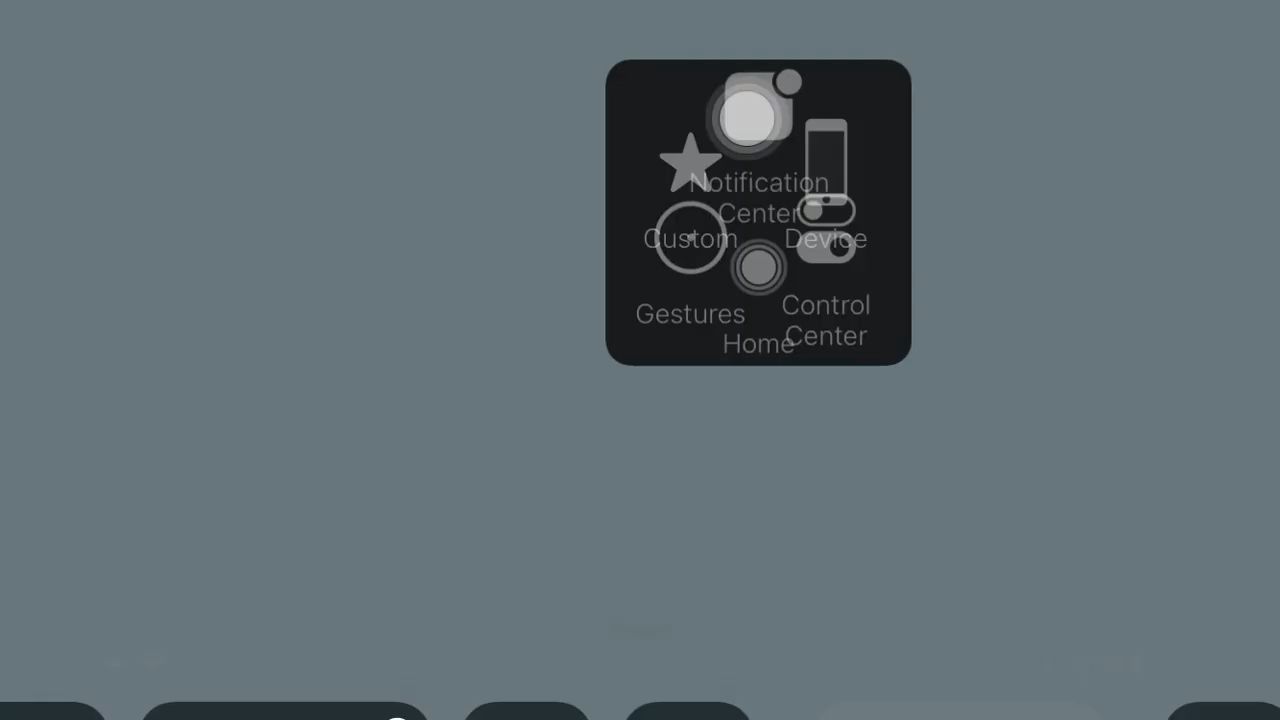 Notification
Center
Custom
Device
Gestures
Control
Center
Home